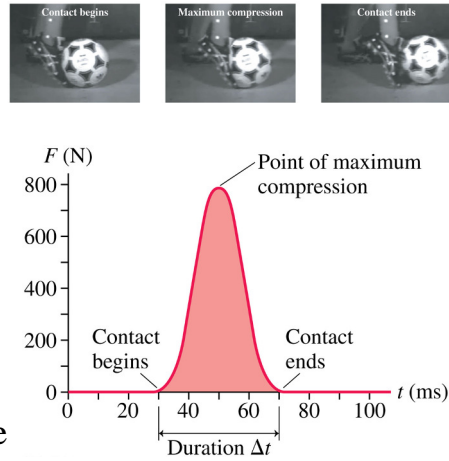 Contact begins
Maximum compression
Contact ends
F (N)
Point of maximum
compression
800
600
400
200
0
Contact
begins
Contact
ends
t (ms)
0 20 40 60 80 100
Duration Δt
e